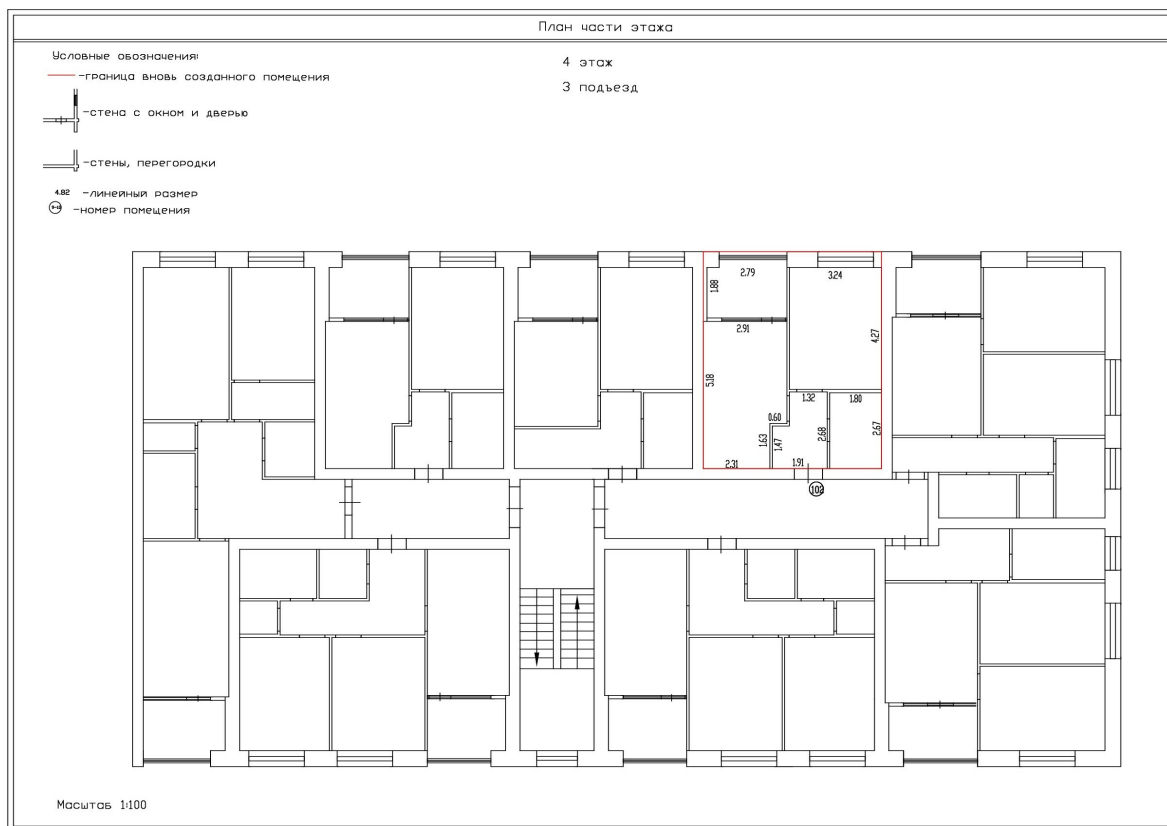 План части этажа
Условные обозначения:
-граница вновь созданного помещения
4 этаж
3 подъезд
-стена с окном и дверью
-стены, перегородки
4.82 -линейный размер
-номер помещения
2.79
3.24
1.88
2.91
4.27
5.18
1.32
1.80
0.60
1.63
1.47
2.68
2.67
2.31
1.91
102
Масштаб 1:100